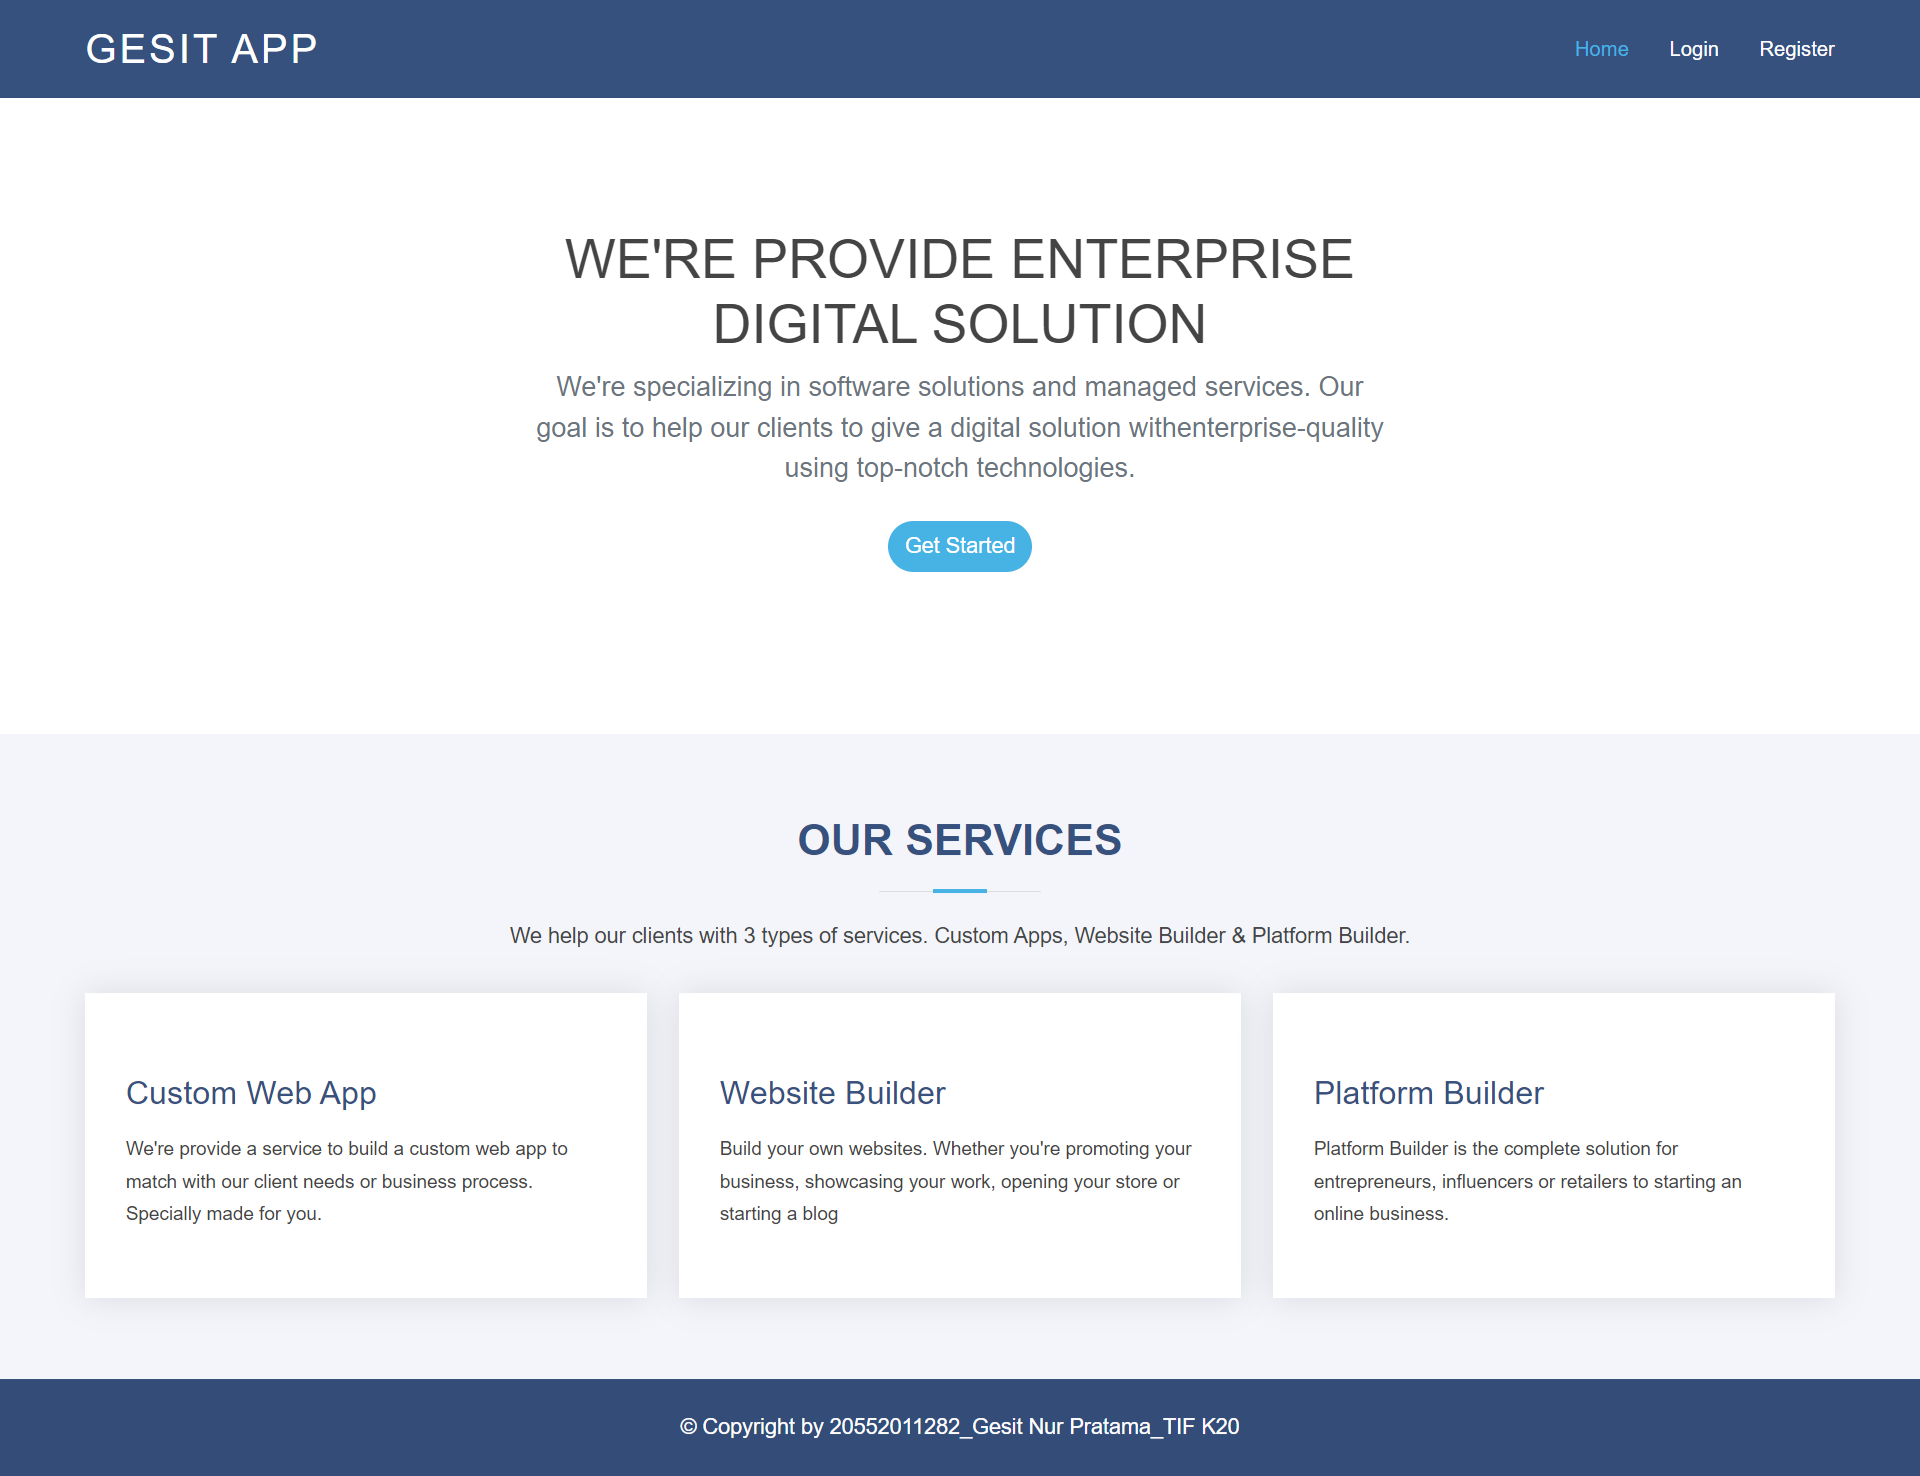 GESIT APP
Home
Login
Register
WE'RE PROVIDE ENTERPRISE
DIGITAL SOLUTION
We're specializing in software solutions and managed services. Our
goal is to help our clients to give a digital solution withenterprise-quality
using top-notch technologies.
Get Started
OUR SERVICES
We help our clients with 3 types of services. Custom Apps, Website Builder & Platform Builder.
Custom Web App
We're provide a service to build a custom web app to
match with our client needs or business process.
Specially made for you.
Website Builder
Build your own websites. Whether you're promoting your
business, showcasing your work, opening your store or
starting a blog
Platform Builder
Platform Builder is the complete solution for
entrepreneurs, influencers or retailers to starting an
online business.
© Copyright by 20552011282_Gesit Nur Pratama_TIF K20